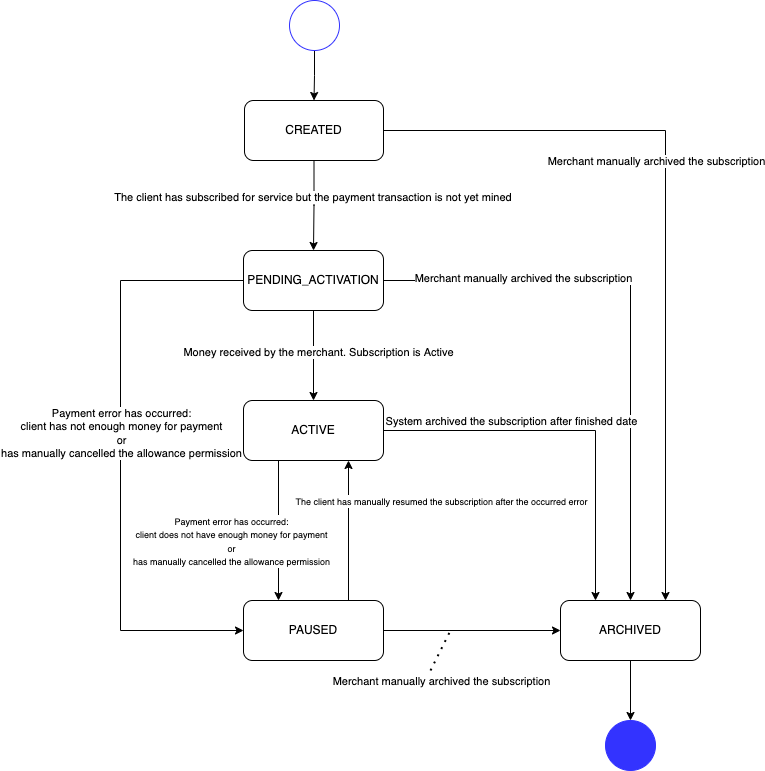 CREATED
Merchant manually archived the subscription
The client has subscribed for service but the payment transaction is not yet mined
PENDING_ACTIVATION
Merchant manually archived the subscription
Money received by the merchant. Subscription is Active
Payment error has occurred:
client has not enough money for payment
or
has manually cancelled the allowance permission
ACTIVE
System archived the subscription after finished date
The client has manually resumed the subscription after the occurred error
Payment error has occurred:
client does not have enough money for payment
or
has manually cancelled the allowance permission
PAUSED
ARCHIVED
Merchant manually archived the subscription